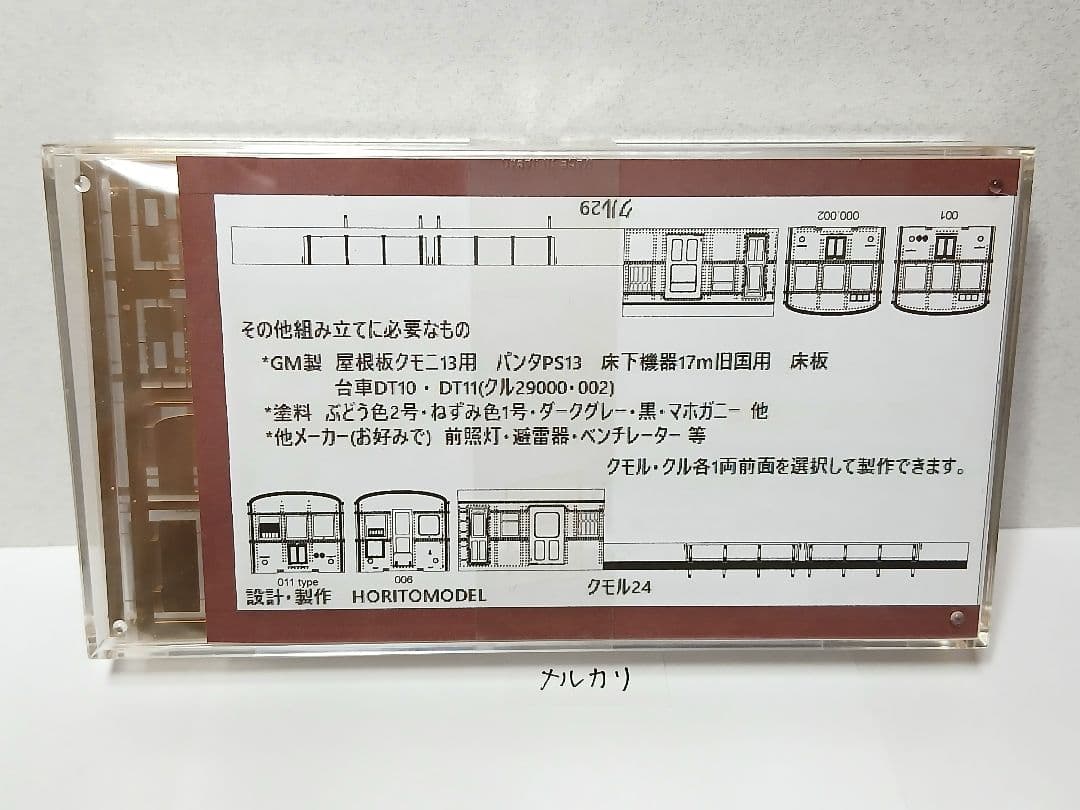 クル29
000,002
001
その他組み立てに必要なもの
*GM製 屋根板クモニ13用 パンタPS13 床下機器17m旧国用 床板
台車DT10・DT11(クル29000・002)
*塗料 ぶどう色2号・ねずみ色1号・ダークグレー・黒・マホガニー 他
*他メーカー(お好みで) 前照灯・避雷器・ベンチレーター 等
クモル・クル各1両前面を選択して製作できます。
011 type
006
クモル24
設計・製作 HORITOMODEL
メルカリ